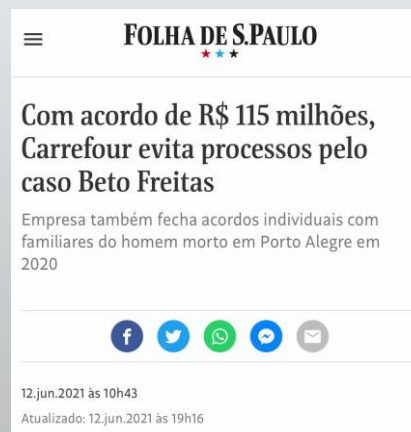 FOLHA DE S.PAULO
Com acordo de R$ 115 milhões,
Carrefour evita processos pelo
caso Beto Freitas
Empresa também fecha acordos individuais com
familiares do homem morto em Porto Alegre em
2020
12.jun.2021 às 10h43
Atualizado: 12.jun.2021 às 19h16